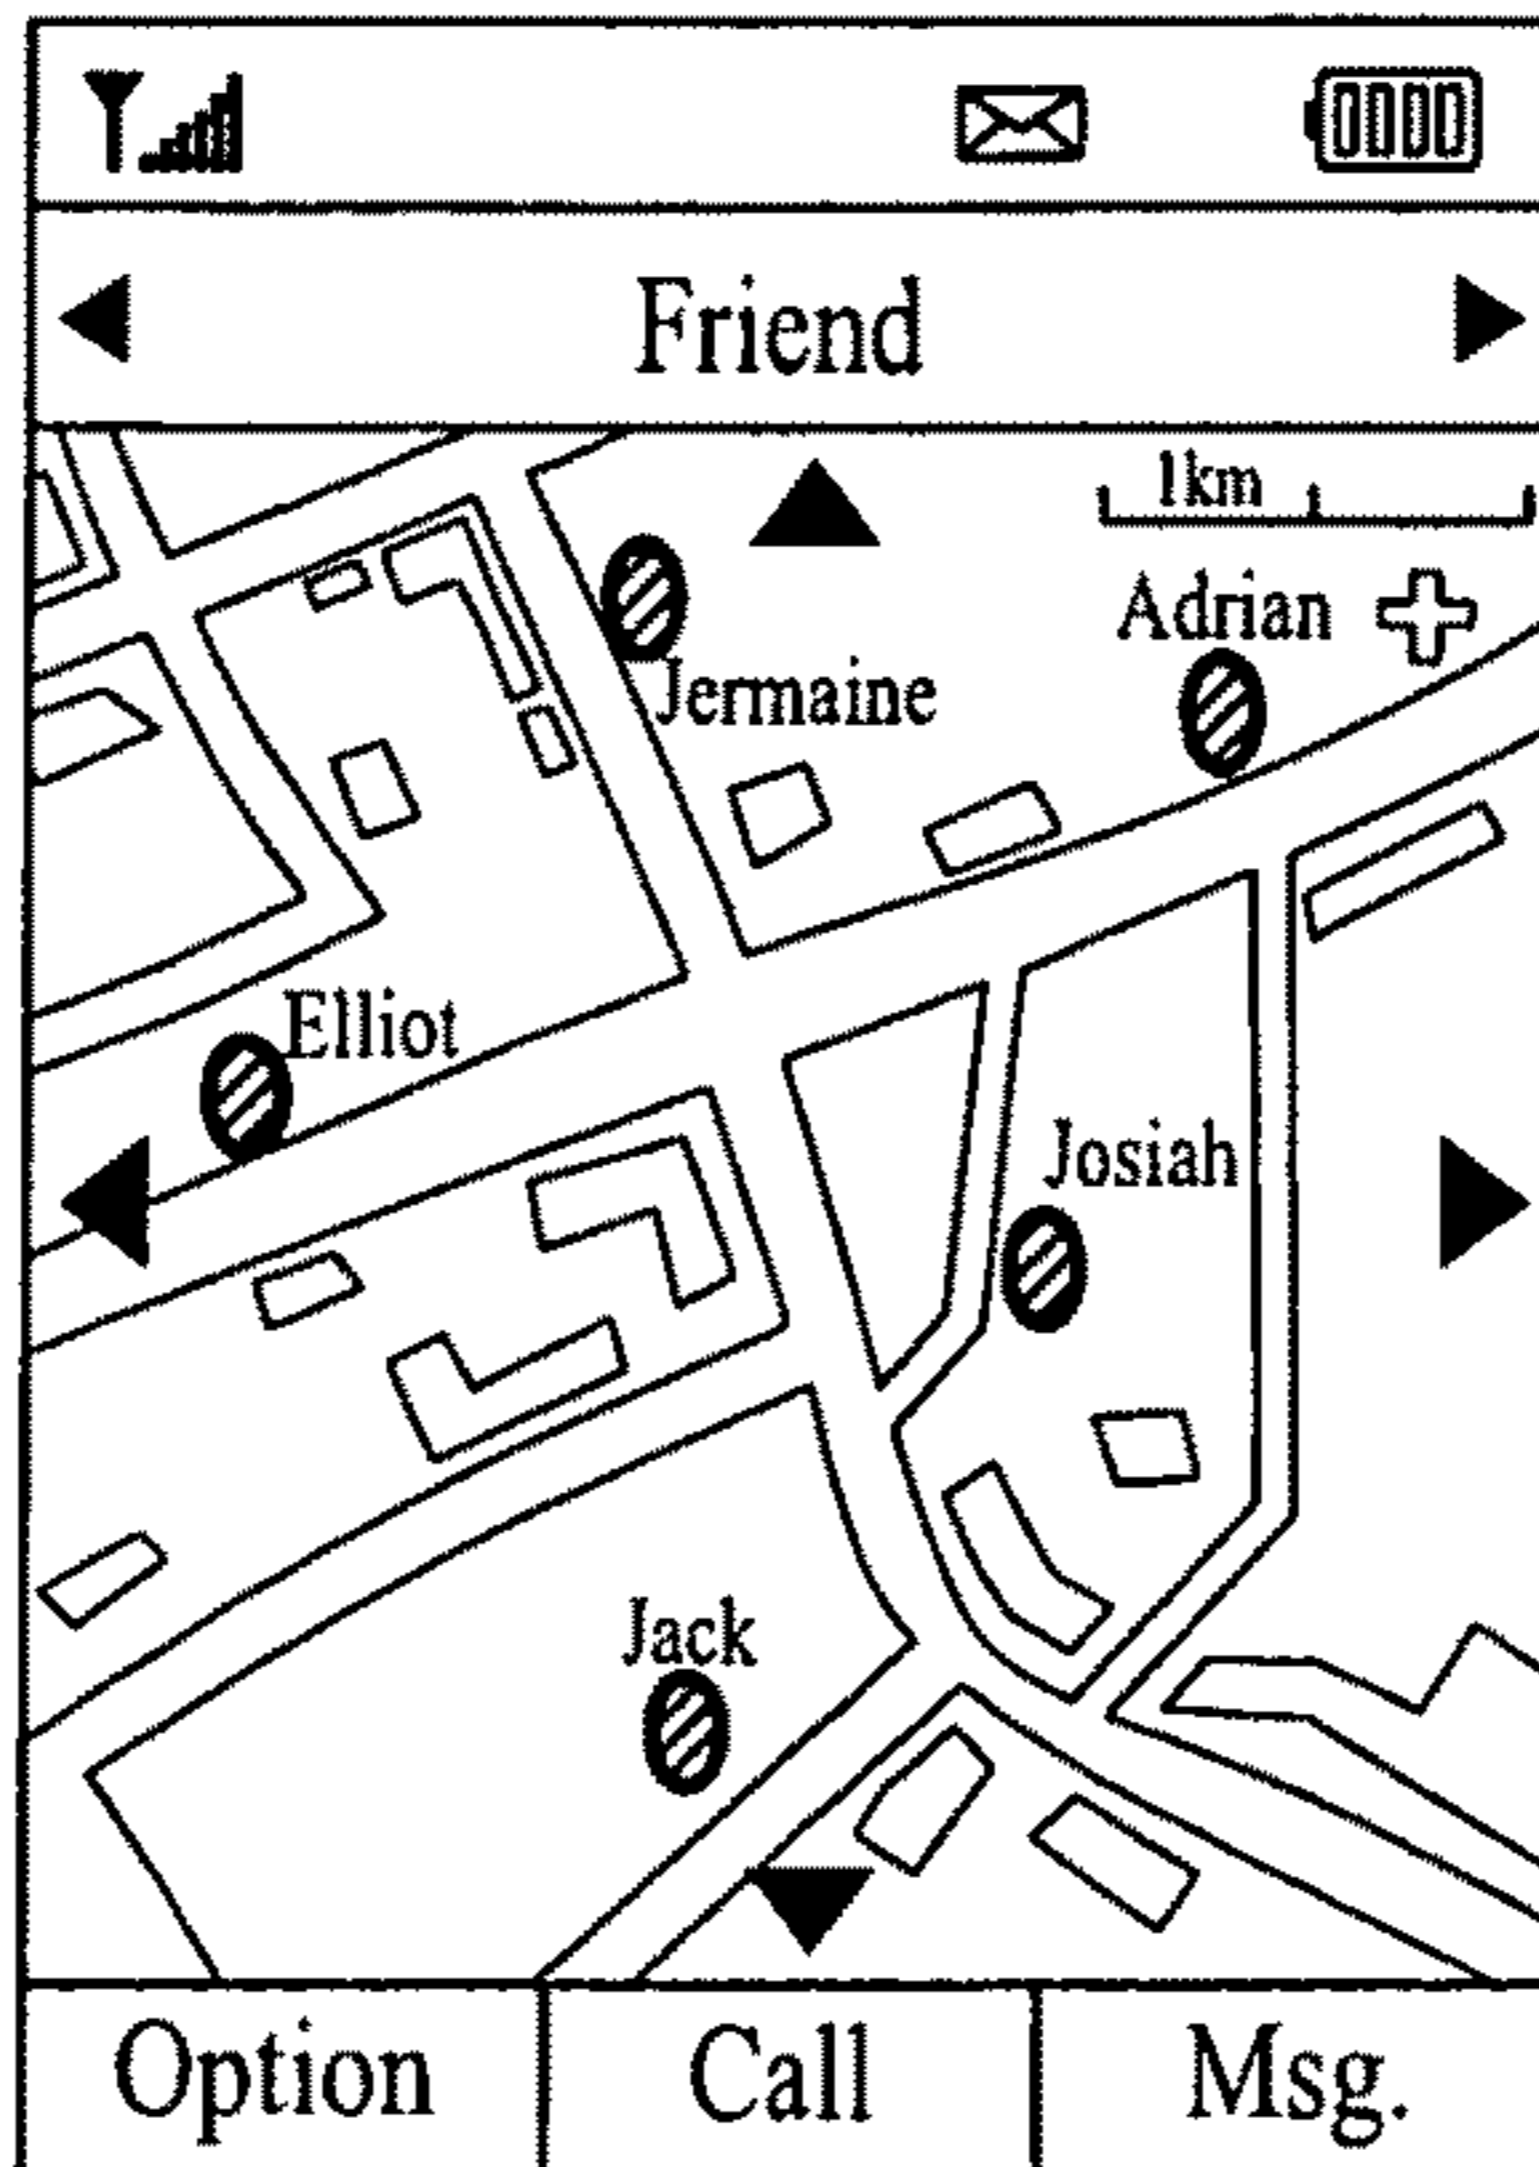 Friend
1km
Adrian
Jermaine
Elliot
Josiah
Jack
Option Call Msg.